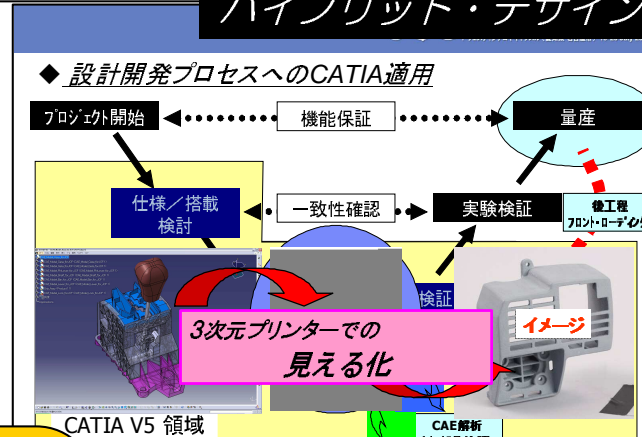 ハイブリッド・デザイン
◆ 設計開発プロセスへのCATIA適用
プロジェクト開始
機能保証
量産
仕様／搭載
検討
一致性確認
実験検証
後工程
フロント・ローディング
検証
3次元プリンターでの
見える化
イメージ
CATIA V5 領域
CAE解析